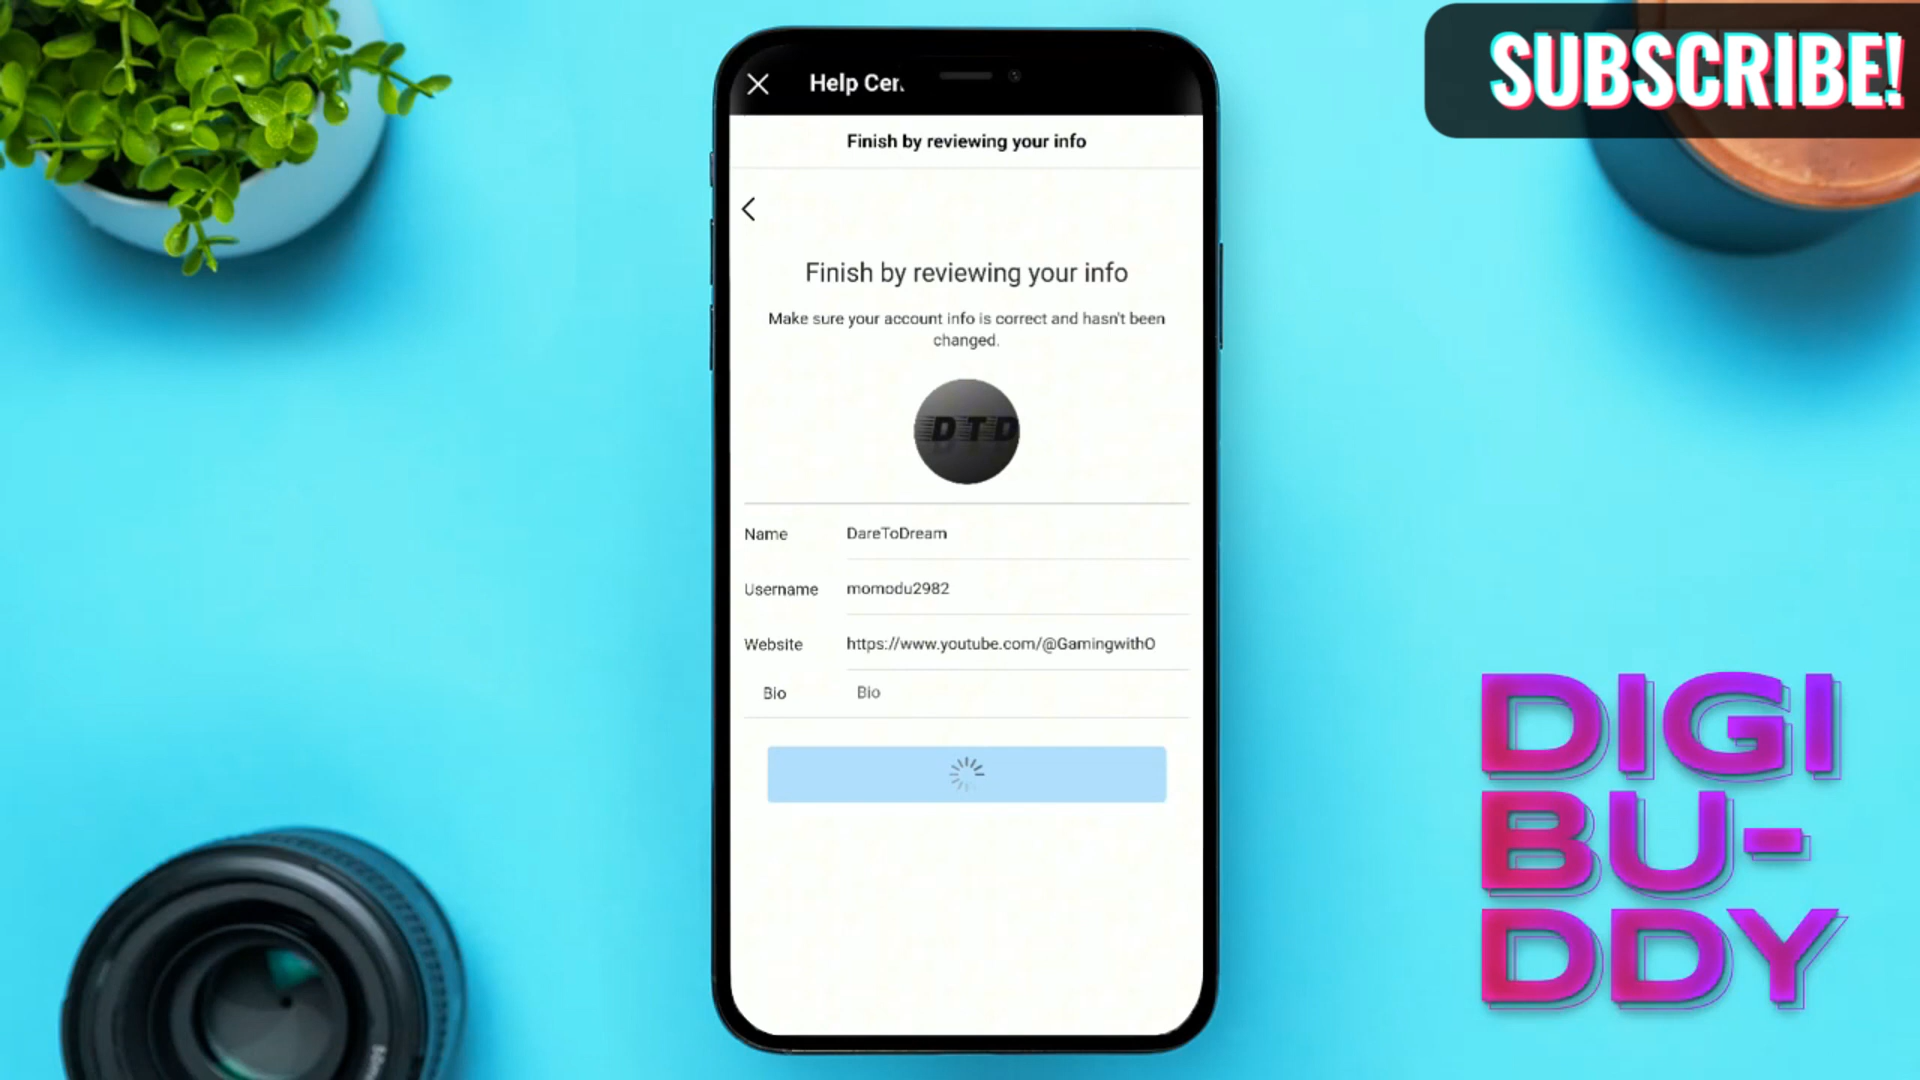 Help Cen
SUBSCRIBE!
Finish by reviewing your info
Finish by reviewing your info
Make sure your account info is correct and hasn't been
changed.
DTD
Name DareToDream
Username momodu2982
Website https://www.youtube.com/@GamingwithO
Bio Bio
DIGI
BU-
DDY